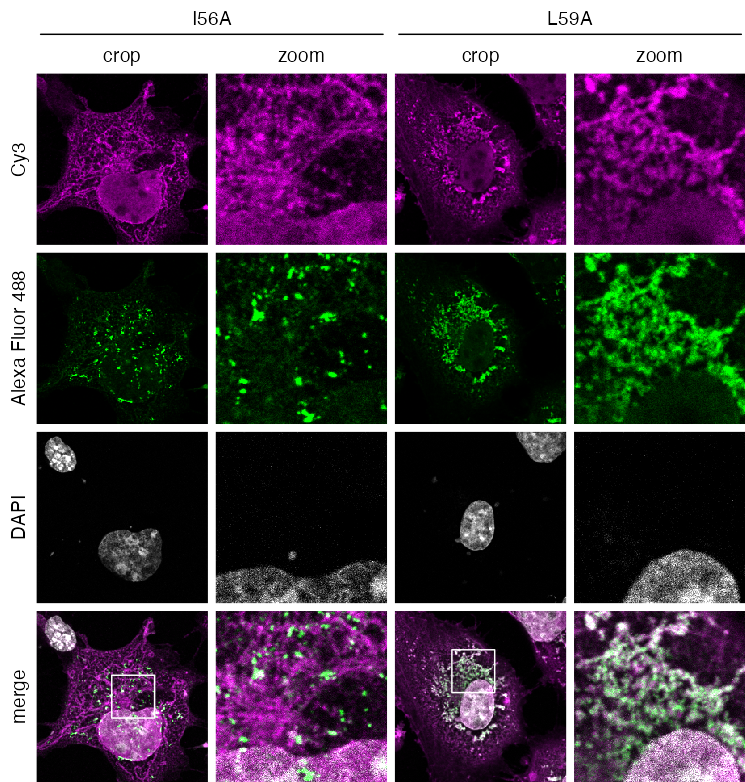 I56A L59A
crop zoom crop zoom
Cy3
Alexa Fluor 488
DAPI
merge